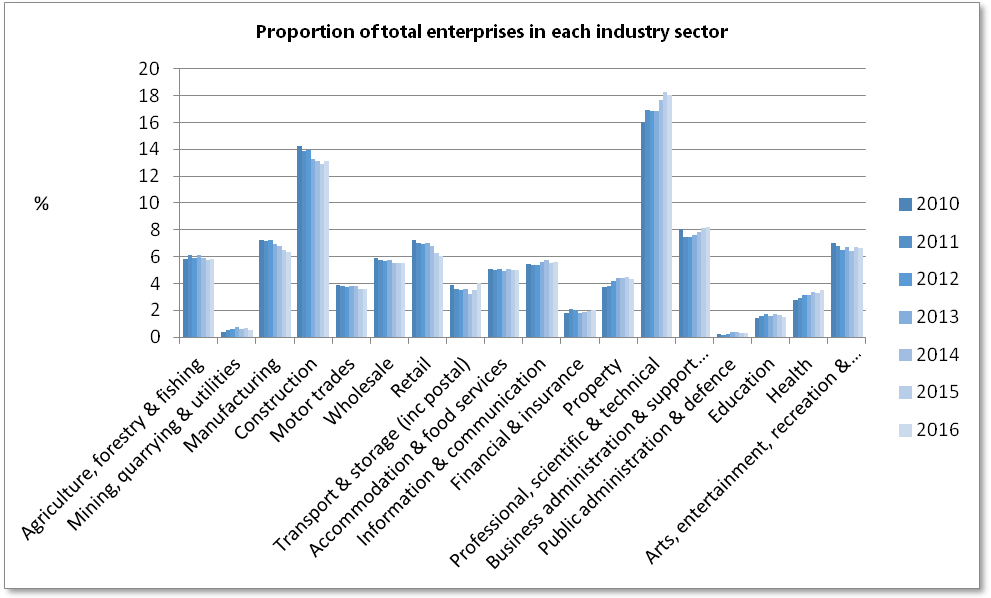 Proportion of total enterprises in each industry sector
20
18
16
14
12
10
8
6
4
2
0
%
Agriculture, forestry & fishing
Mining, quarrying & utilities
Manufacturing
Construction
Motor trades
Wholesale
Retail
Transport & storage (inc postal)
Accommodation & food services
Information & communication
Financial & insurance
Property
Professional, scientific & technical
Business administration & support...
Public administration & defence
Education
Health
Arts, entertainment, recreation &...
2010
2011
2012
2013
2014
2015
2016